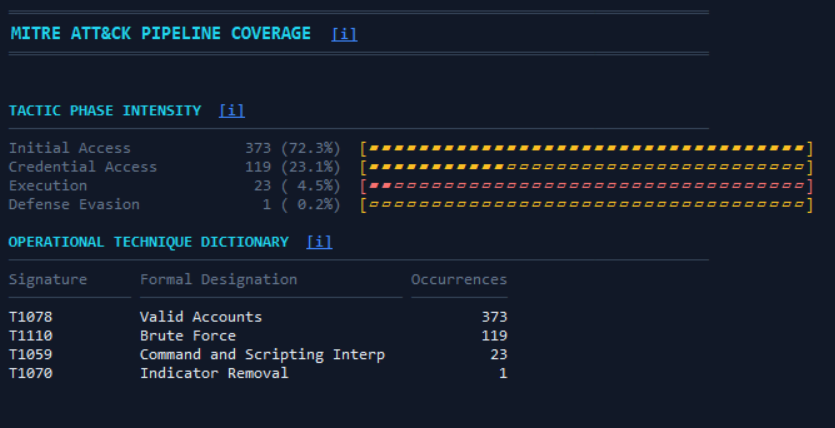 MITRE ATT&CK PIPELINE COVERAGE [i]
TACTIC PHASE INTENSITY [i]
Initial Access 373 (72.3%) [▰▰▰▰▰▰▰▰▰▰▰▰▰▰▰▰▰▰▰▰▰▰▰▰▰▰▰▰▰▰▰▰▰▰▰]
Credential Access 119 (23.1%) [▰▰▰▰▰▰▰▰▰▰▰▱▱▱▱▱▱▱▱▱▱▱▱▱▱▱▱▱▱▱▱▱▱▱▱]
Execution 23 ( 4.5%) [▰▰▱▱▱▱▱▱▱▱▱▱▱▱▱▱▱▱▱▱▱▱▱▱▱▱▱▱▱▱▱▱▱▱▱]
Defense Evasion 1 ( 0.2%) [▱▱▱▱▱▱▱▱▱▱▱▱▱▱▱▱▱▱▱▱▱▱▱▱▱▱▱▱▱▱▱▱▱▱▱]
OPERATIONAL TECHNIQUE DICTIONARY [i]
Signature Formal Designation Occurrences
T1078 Valid Accounts 373
T1110 Brute Force 119
T1059 Command and Scripting Interp 23
T1070 Indicator Removal 1